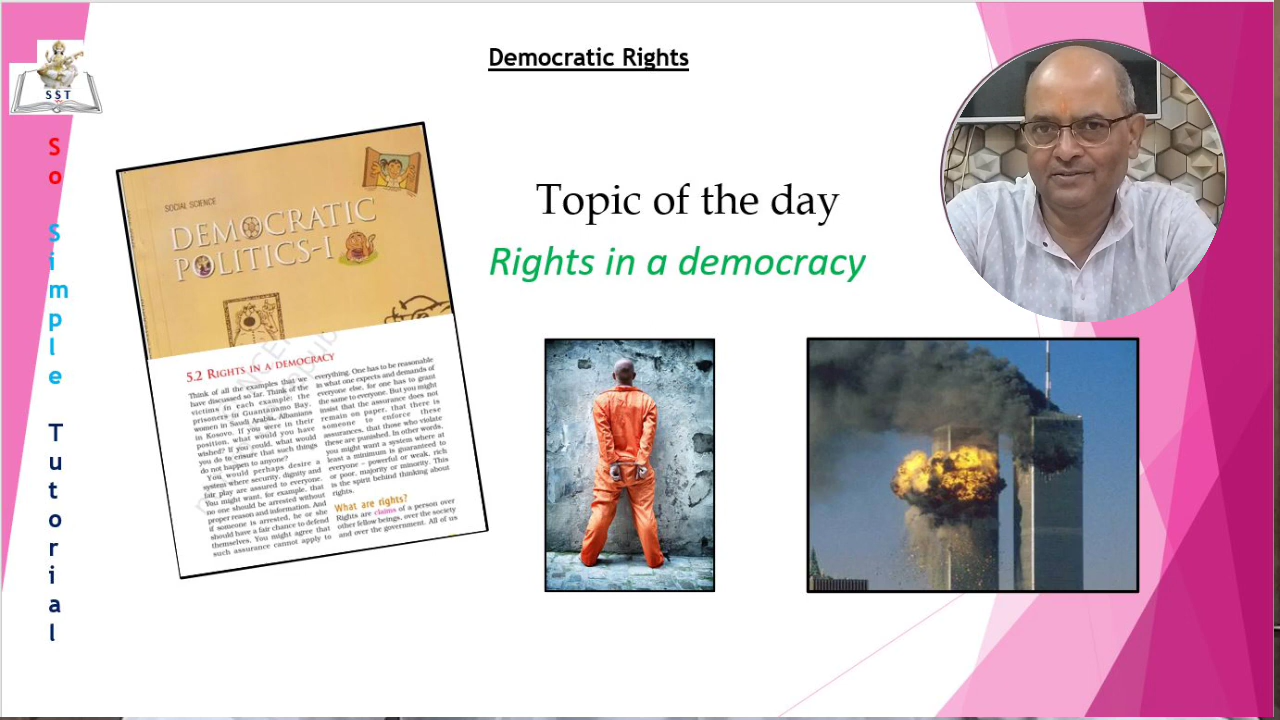 Democratic Rights
SST
So Simple Tutorial
Topic of the day
Rights in a democracy
SOCIAL SCIENCE
DEMOCRATIC
POLITICS-I
5.2 RIGHTS IN A DEMOCRACY
Think of all the examples that we
have discussed so far. Think of the
victims in each example: the
prisoners in Guantanamo Bay,
women in Saudi Arabia, Albanians
in Kosovo. If you were in their
position, what would you have
wished? If you could, what would
you do to ensure that such things
do not happen to anyone?
You would perhaps desire a
system where security, dignity and
fair play are assured to everyone.
You might want, for example, that
no one should be arrested without
proper reason and information. And
if someone is arrested, he or she
should have a fair chance to defend
themselves. You might agree that
such assurance cannot apply to
everything. One has to be reasonable
in what one expects and demands of
everyone else, for one has to grant
the same to everyone. But you might
insist that the assurance does not
remain on paper, that there is
someone to enforce these
assurances, that those who violate
these are punished. In other words,
you might want a system where at
least a minimum is guaranteed to
everyone – powerful or weak, rich
or poor, majority or minority. This
is the spirit behind thinking about
rights.
What are rights?
Rights are claims of a person over
other fellow beings, over the society
and over the government. All of us